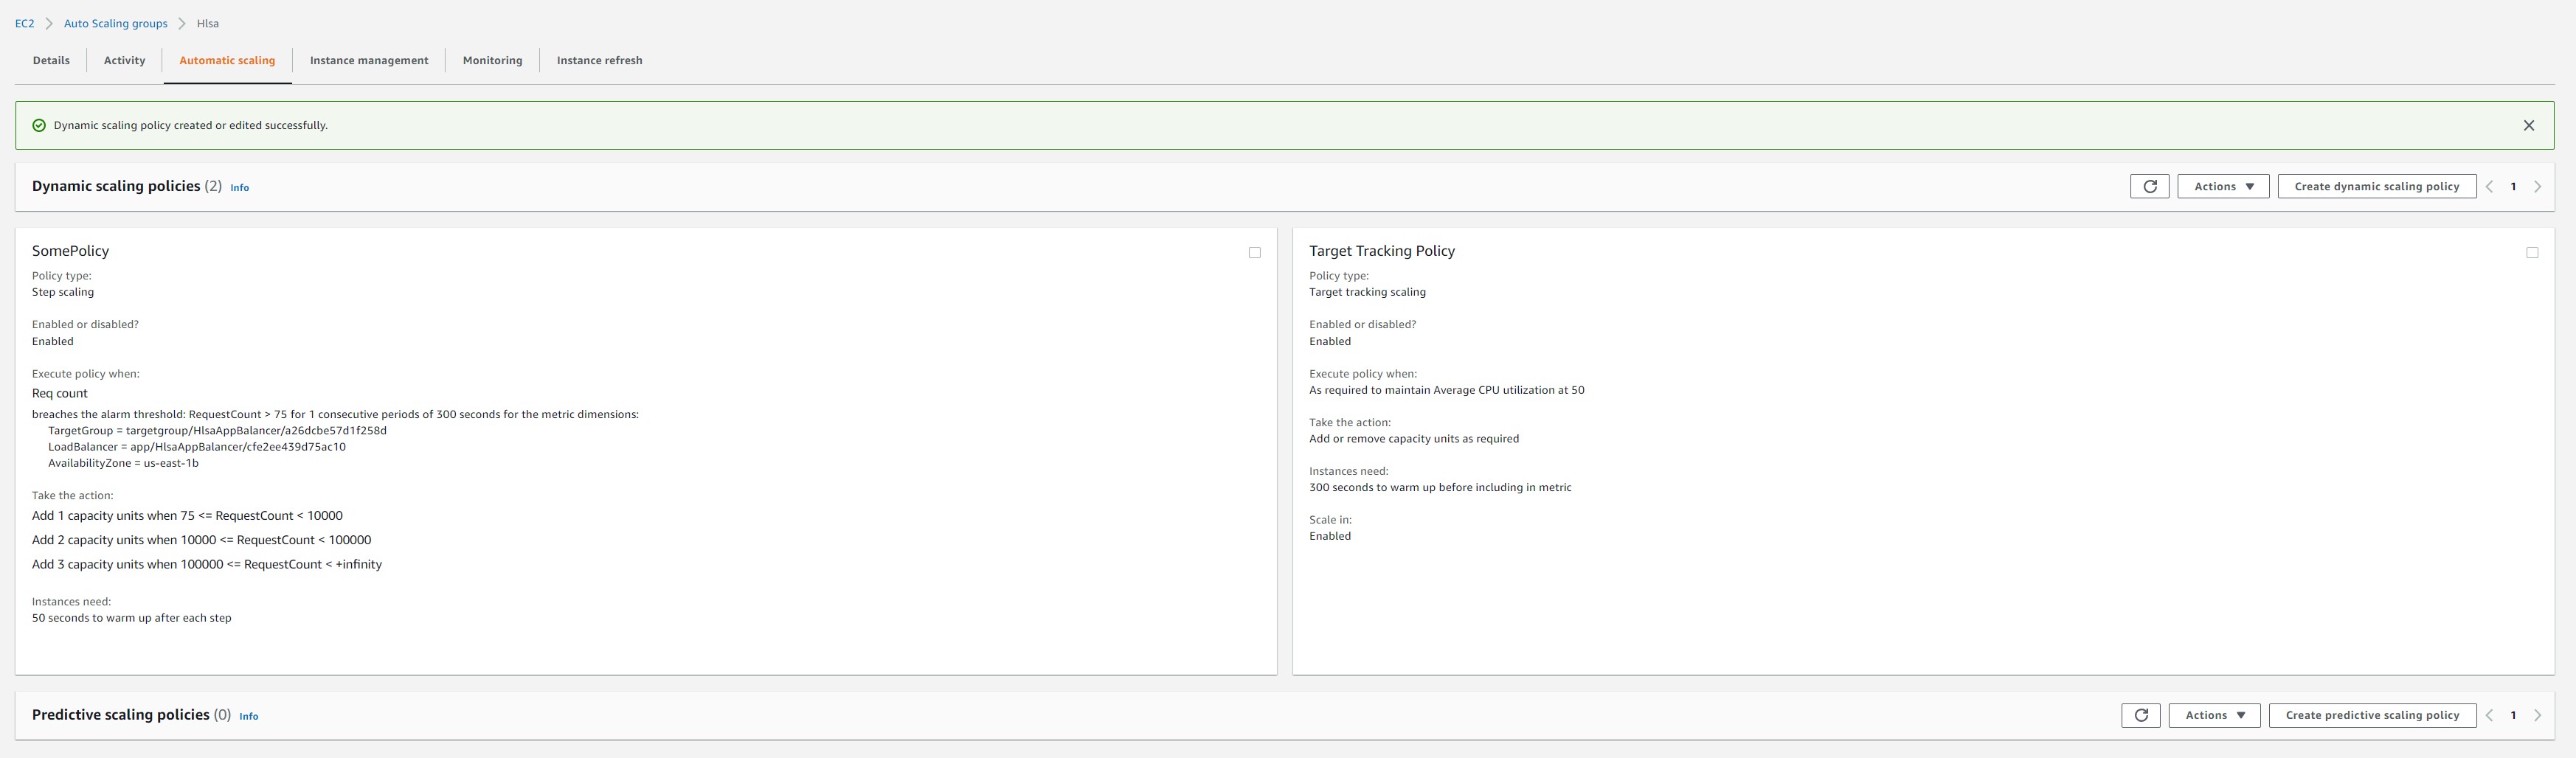 EC2 Auto Scaling groups Hlsa
Details Activity Automatic scaling Instance management Monitoring Instance refresh
Dynamic scaling policy created or edited successfully.
Dynamic scaling policies (2) Info
Actions Create dynamic scaling policy 1
SomePolicy
Policy type:
Step scaling
Enabled or disabled?
Enabled
Execute policy when:
Req count
breaches the alarm threshold: RequestCount > 75 for 1 consecutive periods of 300 seconds for the metric dimensions:
TargetGroup = targetgroup/HlsaAppBalancer/a26dcbe57d1f258d
LoadBalancer = app/HlsaAppBalancer/cfe2ee439d75ac10
AvailabilityZone = us-east-1b
Take the action:
Add 1 capacity units when 75 <= RequestCount < 10000
Add 2 capacity units when 10000 <= RequestCount < 100000
Add 3 capacity units when 100000 <= RequestCount < +infinity
Instances need:
50 seconds to warm up after each step
Target Tracking Policy
Policy type:
Target tracking scaling
Enabled or disabled?
Enabled
Execute policy when:
As required to maintain Average CPU utilization at 50
Take the action:
Add or remove capacity units as required
Instances need:
300 seconds to warm up before including in metric
Scale in:
Enabled
Predictive scaling policies (0) Info
Actions Create predictive scaling policy 1